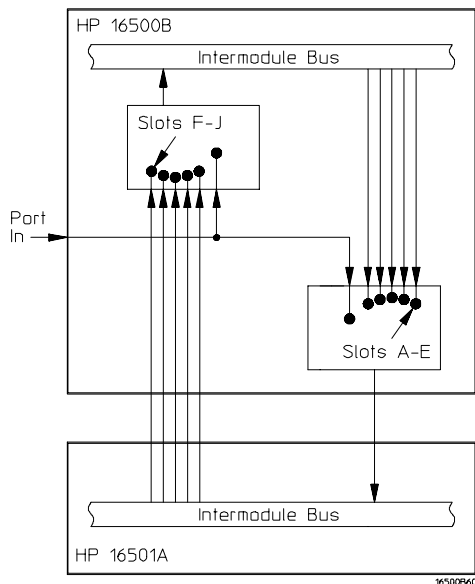 HP 16500B
Intermodule Bus
Slots F-J
Port
In
Slots A-E
Intermodule Bus
HP 16501A